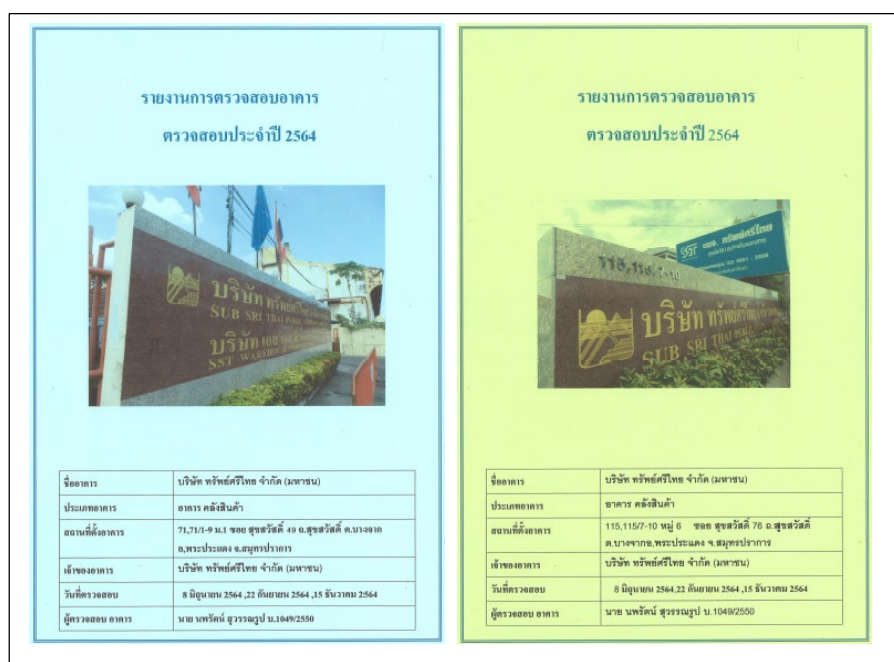 รายงานการตรวจสอบอาคาร
ตรวจสอบประจำปี 2564
บริษัท ทรัพย์ศรีไทย
SUB SRI THAI PUBLIC
บริษัท เอส
SST WAREHOUSE
ชื่ออาคาร บริษัท ทรัพย์ศรีไทย จำกัด (มหาชน)
ประเภทอาคาร อาคาร คลังสินค้า
สถานที่ตั้งอาคาร 71,71/1-9 ม.1 ซอย สุขสวัสดิ์ 49 ถ.สุขสวัสดิ์ ต.บางจาก
อ.พระประแดง จ.สมุทรปราการ
เจ้าของอาคาร บริษัท ทรัพย์ศรีไทย จำกัด (มหาชน)
วันที่ตรวจสอบ 8 มิถุนายน 2564 ,22 กันยายน 2564 ,15 ธันวาคม 2564
ผู้ตรวจสอบ อาคาร นาย นพรัตน์ สุวรรณรูป บ.1049/2550
รายงานการตรวจสอบอาคาร
ตรวจสอบประจำปี 2564
SST บมจ. ทรัพย์ศรีไทย
115,115/7-10
บริษัท ทรัพย์ศรีไทย
SUB SRI THAI PUBLIC
ชื่ออาคาร บริษัท ทรัพย์ศรีไทย จำกัด (มหาชน)
ประเภทอาคาร อาคาร คลังสินค้า
สถานที่ตั้งอาคาร 115,115/7-10 หมู่ 6 ซอย สุขสวัสดิ์ 76 ถ.สุขสวัสดิ์
ต.บางจากอ.พระประแดง จ.สมุทรปราการ
เจ้าของอาคาร บริษัท ทรัพย์ศรีไทย จำกัด (มหาชน)
วันที่ตรวจสอบ 8 มิถุนายน 2564 ,22 กันยายน 2564 ,15 ธันวาคม 2564
ผู้ตรวจสอบ อาคาร นาย นพรัตน์ สุวรรณรูป บ.1049/2550